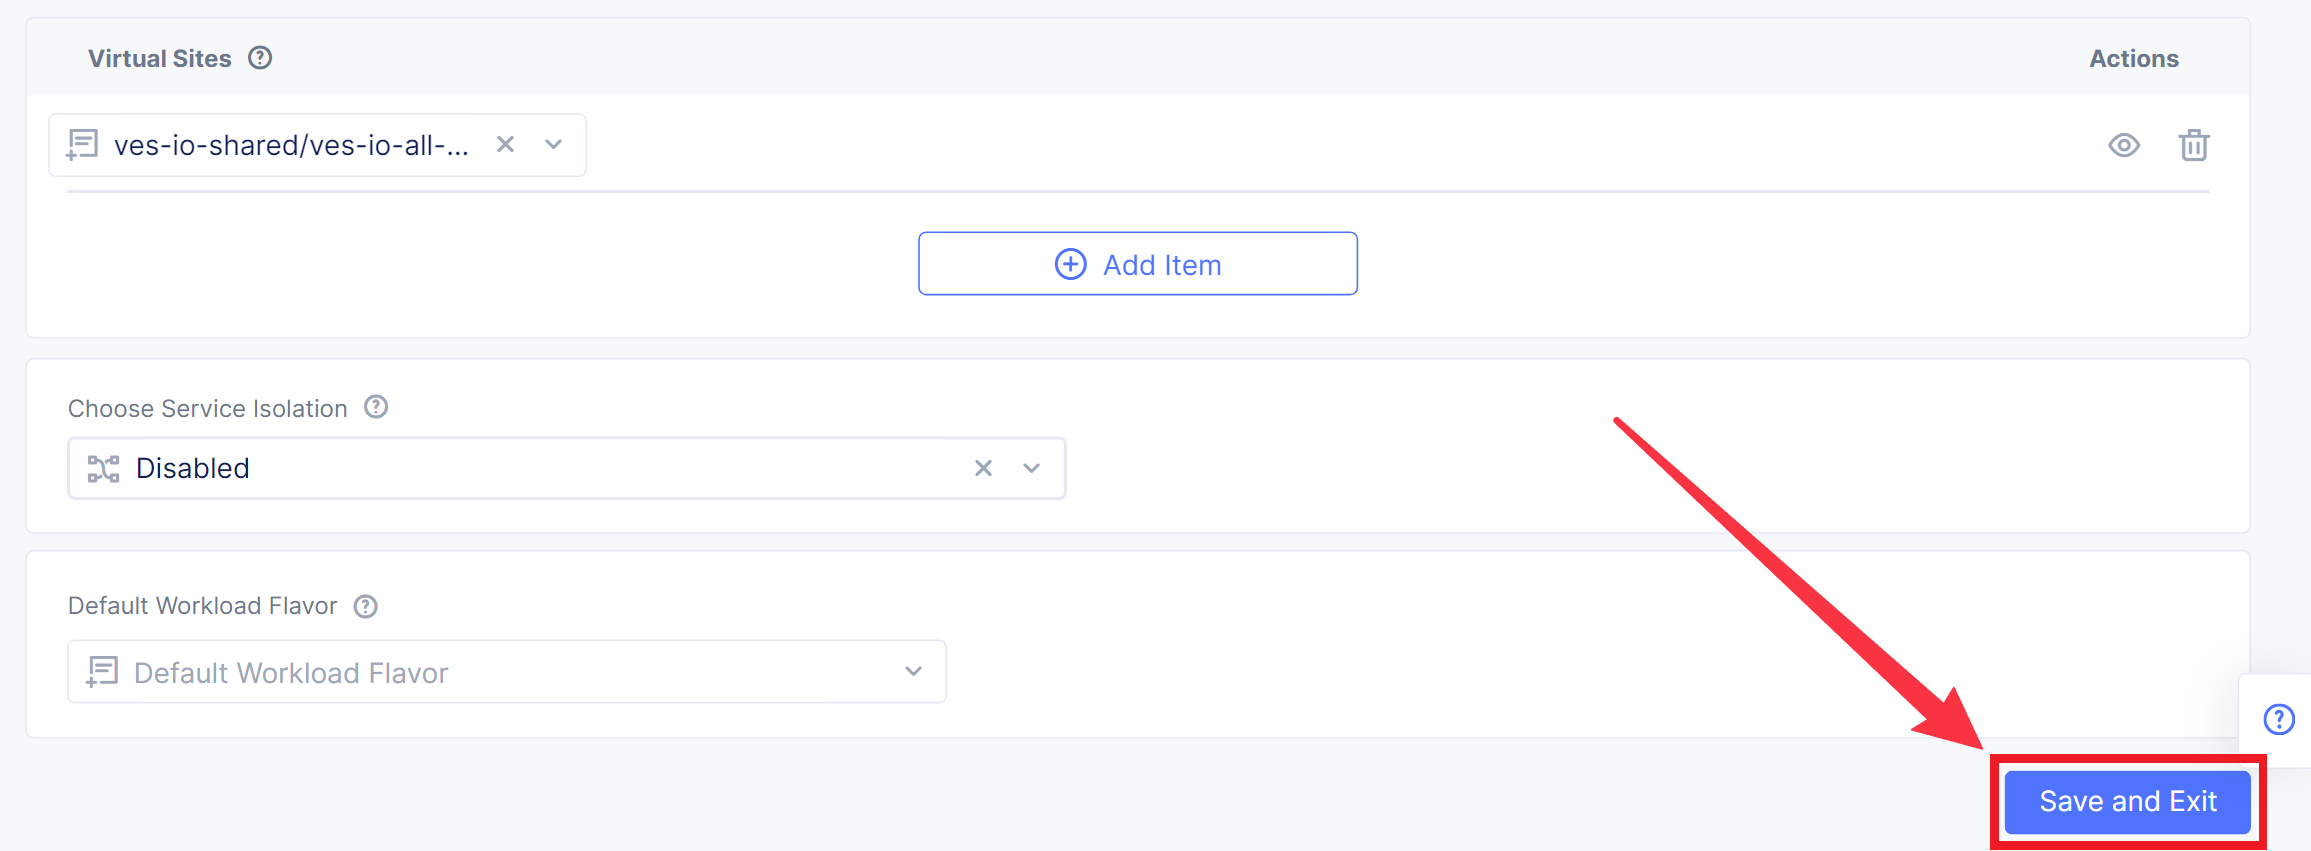 Virtual Sites
Actions
ves-io-shared/ves-io-all-...
Add Item
Choose Service Isolation
Disabled
Default Workload Flavor
Default Workload Flavor
Save and Exit